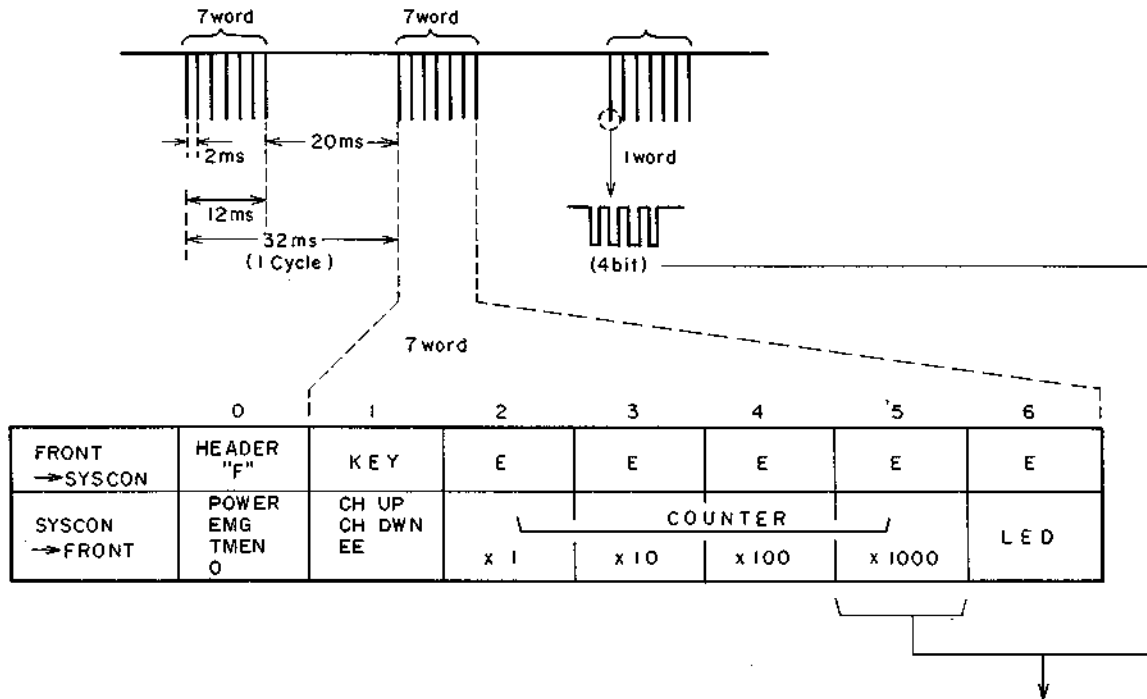 7word 7word
2ms 20ms 1word
12ms
32ms
(1 Cycle) (4bit)
7word
0 1 2 3 4 5 6
FRONT HEADER KEY E E E E E
→SYSCON "F"
SYSCON POWER CH UP COUNTER LED
→FRONT EMG CH DWN
TMEN EE
0 x 1 x 10 x 100 x 1000